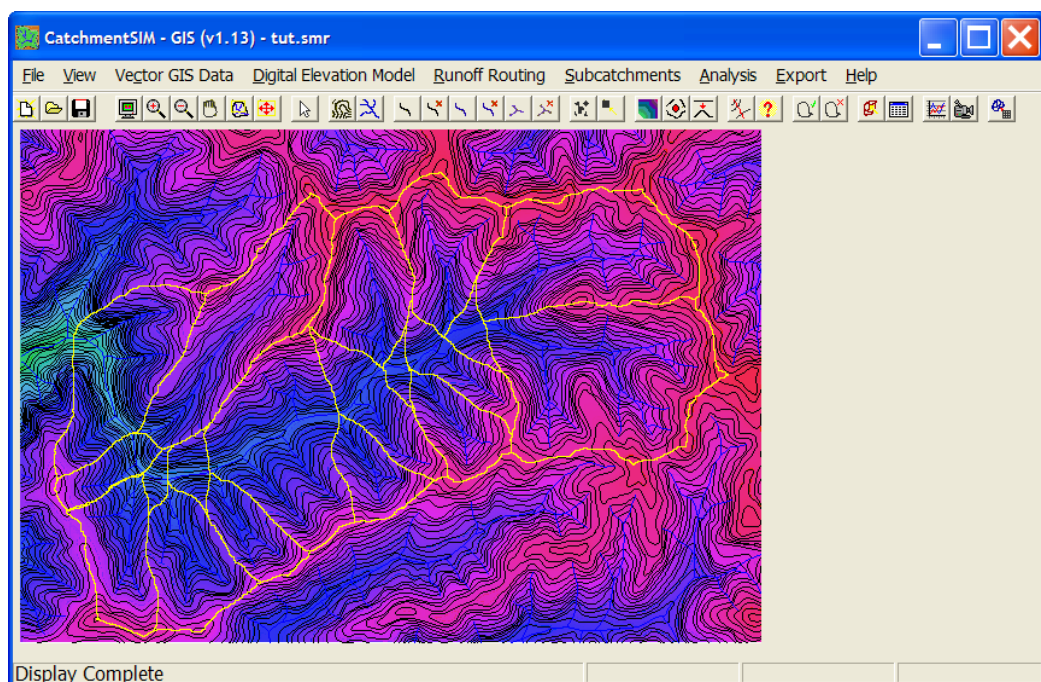 CatchmentSIM - GIS (v1.13) - tut.smr
File View Vector GIS Data Digital Elevation Model Runoff Routing Subcatchments Analysis Export Help
Display Complete